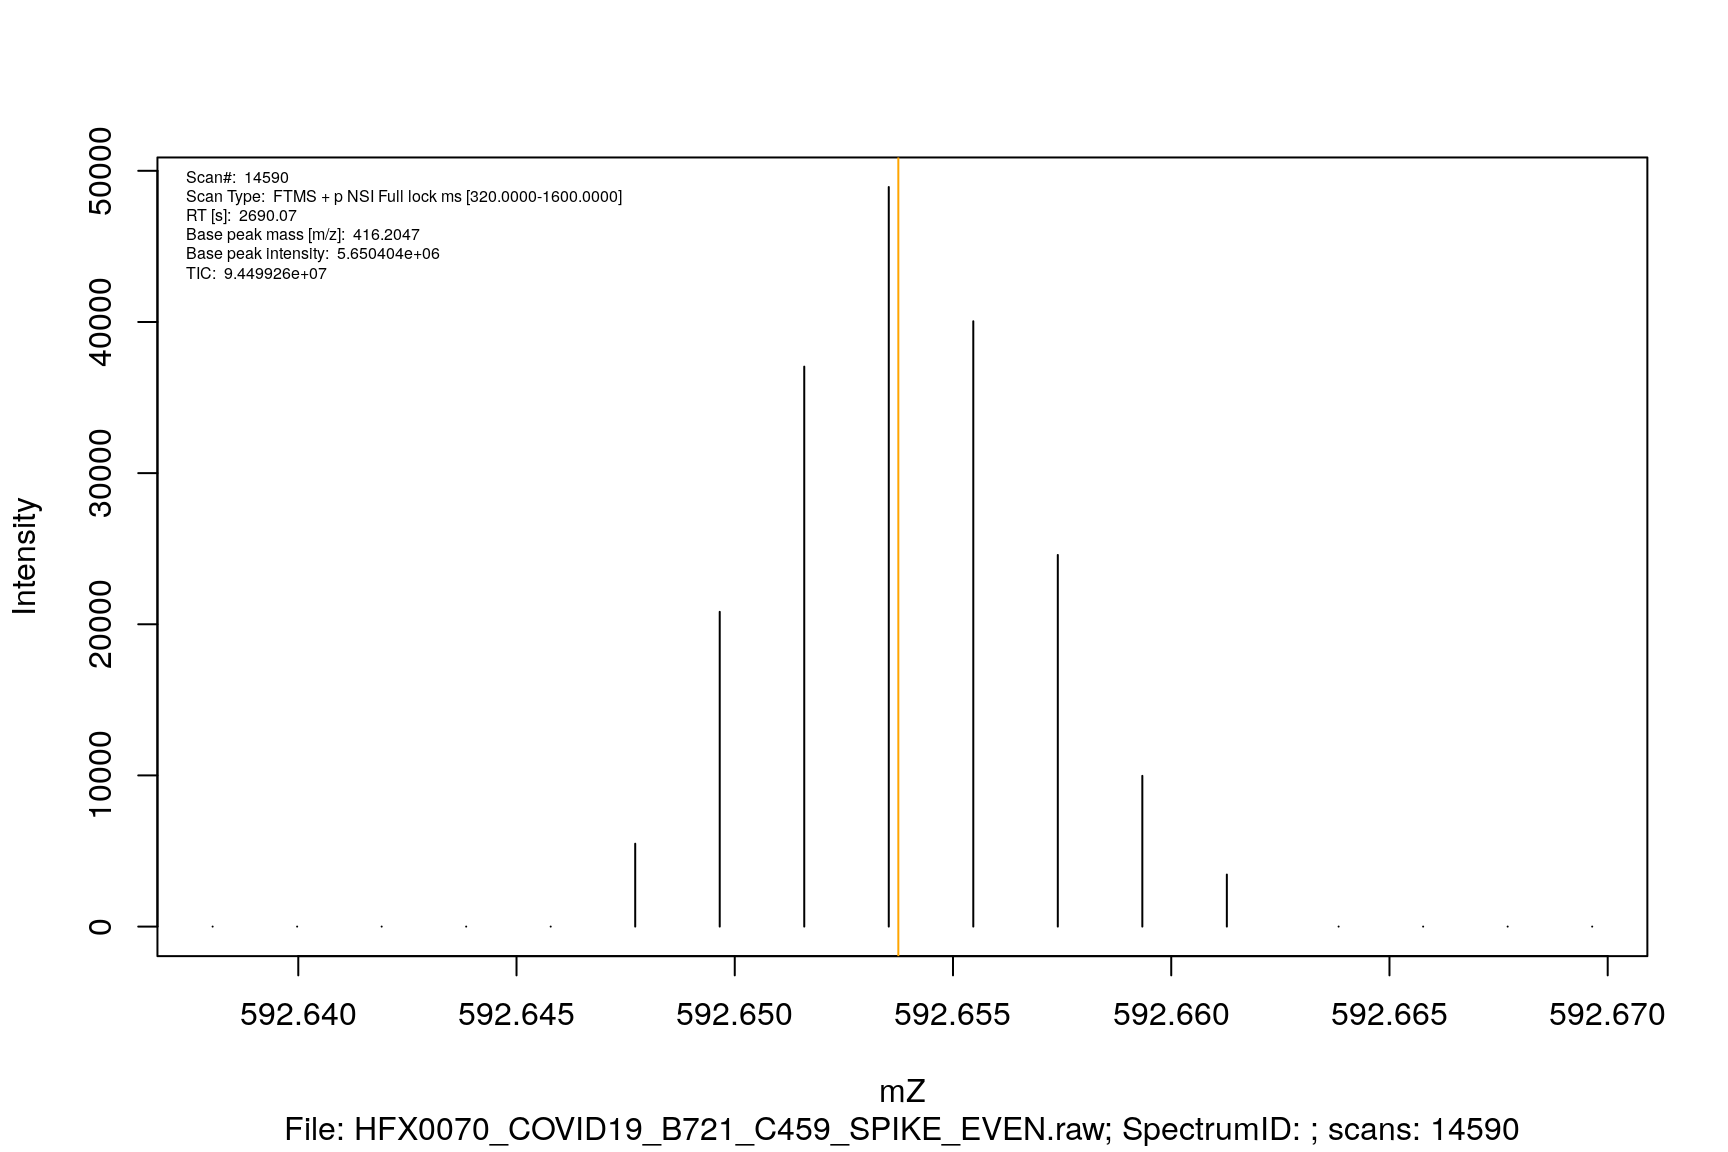 Scan#: 14590
Scan Type: FTMS + p NSI Full lock ms [320.0000-1600.0000]
RT [s]: 2690.07
Base peak mass [m/z]: 416.2047
Base peak intensity: 5.650404e+06
TIC: 9.449926e+07
50000
40000
30000
20000
10000
0
Intensity
592.640 592.645 592.650 592.655 592.660 592.665 592.670
mZ
File: HFX0070_COVID19_B721_C459_SPIKE_EVEN.raw; SpectrumID: ; scans: 14590